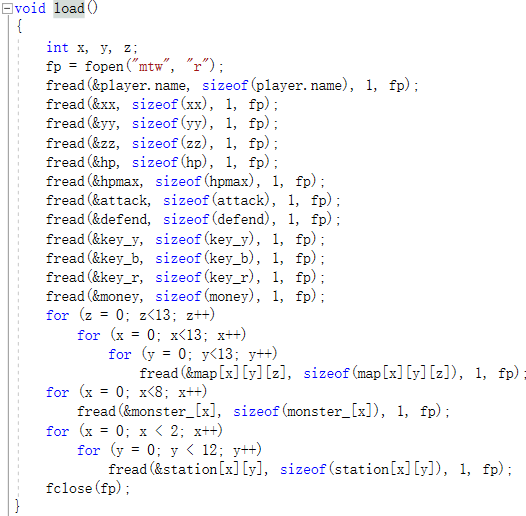 void load()
{
int x, y, z;
fp = fopen("mtw", "r");
fread(&player.name, sizeof(player.name), 1, fp);
fread(&xx, sizeof(xx), 1, fp);
fread(&yy, sizeof(yy), 1, fp);
fread(&zz, sizeof(zz), 1, fp);
fread(&hp, sizeof(hp), 1, fp);
fread(&hpmax, sizeof(hpmax), 1, fp);
fread(&attack, sizeof(attack), 1, fp);
fread(&defend, sizeof(defend), 1, fp);
fread(&key_y, sizeof(key_y), 1, fp);
fread(&key_b, sizeof(key_b), 1, fp);
fread(&key_r, sizeof(key_r), 1, fp);
fread(&money, sizeof(money), 1, fp);
for (z = 0; z<13; z++)
for (x = 0; x<13; x++)
for (y = 0; y<13; y++)
fread(&map[x][y][z], sizeof(map[x][y][z]), 1, fp);
for (x = 0; x<8; x++)
fread(&monster_[x], sizeof(monster_[x]), 1, fp);
for (x = 0; x < 2; x++)
for (y = 0; y < 12; y++)
fread(&station[x][y], sizeof(station[x][y]), 1, fp);
fclose(fp);
}